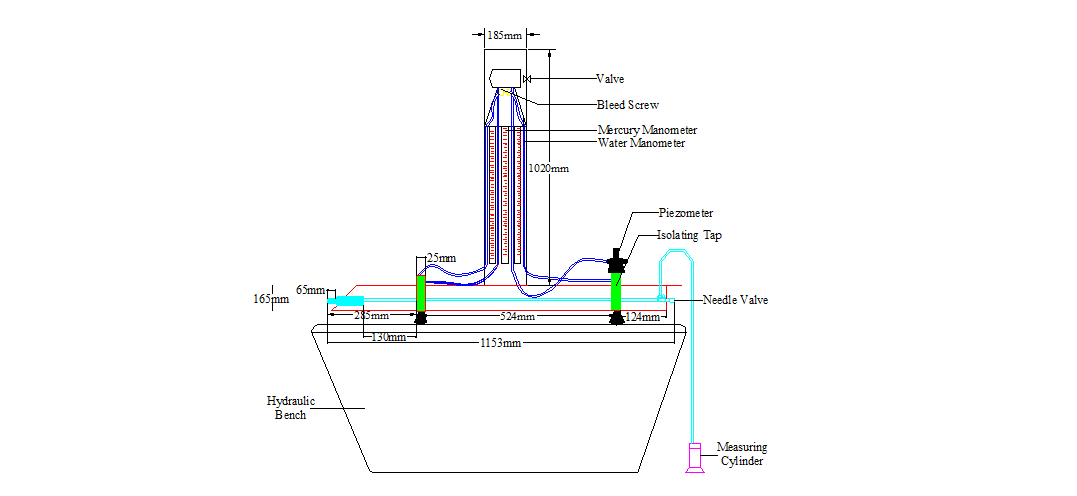 185mm
Valve
Bleed Screw
Mercury Manometer
Water Manometer
1020mm
Piezometer
Isolating Tap
25mm
65mm
165mm
Needle Valve
285mm
524mm
124mm
130mm
1153mm
Hydraulic
Bench
Measuring
Cylinder